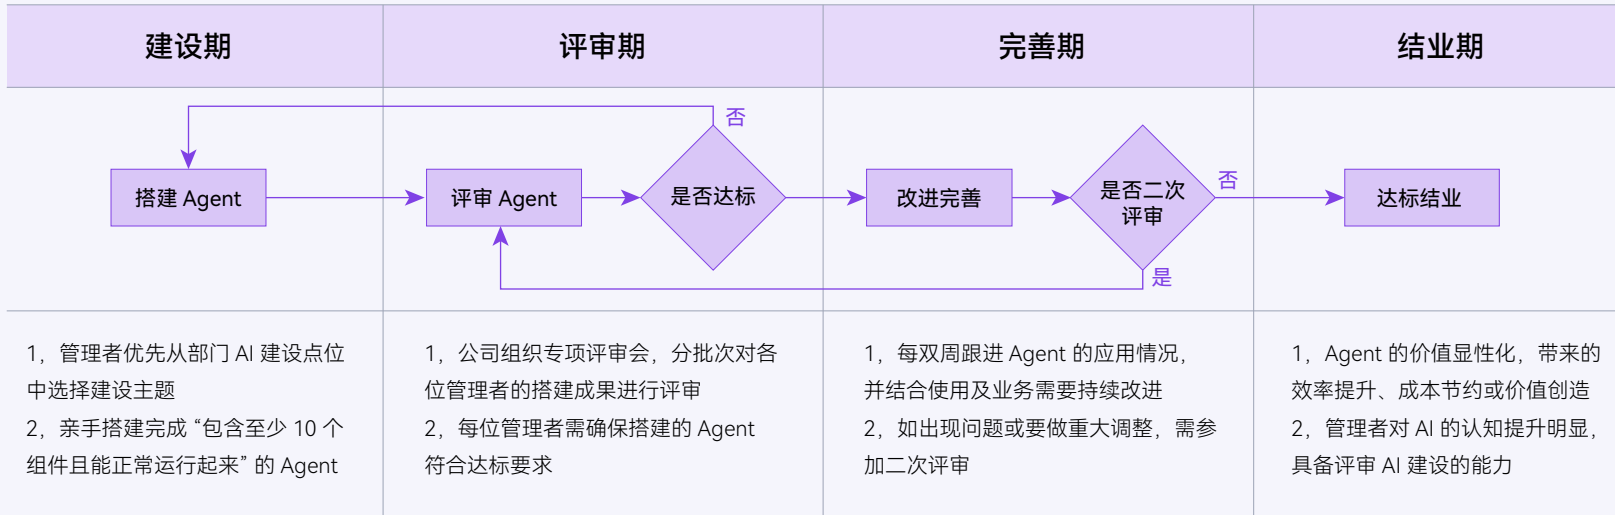 建设期
评审期
完善期
结业期
否
搭建 Agent
评审 Agent
是否达标
改进完善
是否二次
评审
否
达标结业
是
1，管理者优先从部门 AI 建设点位
中选择建设主题
2，亲手搭建完成 “包含至少 10 个
组件且能正常运行起来” 的 Agent
1，公司组织专项评审会，分批次对各
位管理者的搭建成果进行评审
2，每位管理者需确保搭建的 Agent
符合达标要求
1，每双周跟进 Agent 的应用情况，
并结合使用及业务需要持续改进
2，如出现问题或要做重大调整，需参
加二次评审
1，Agent 的价值显性化，带来的
效率提升、成本节约或价值创造
2，管理者对 AI 的认知提升明显，
具备评审 AI 建设的能力